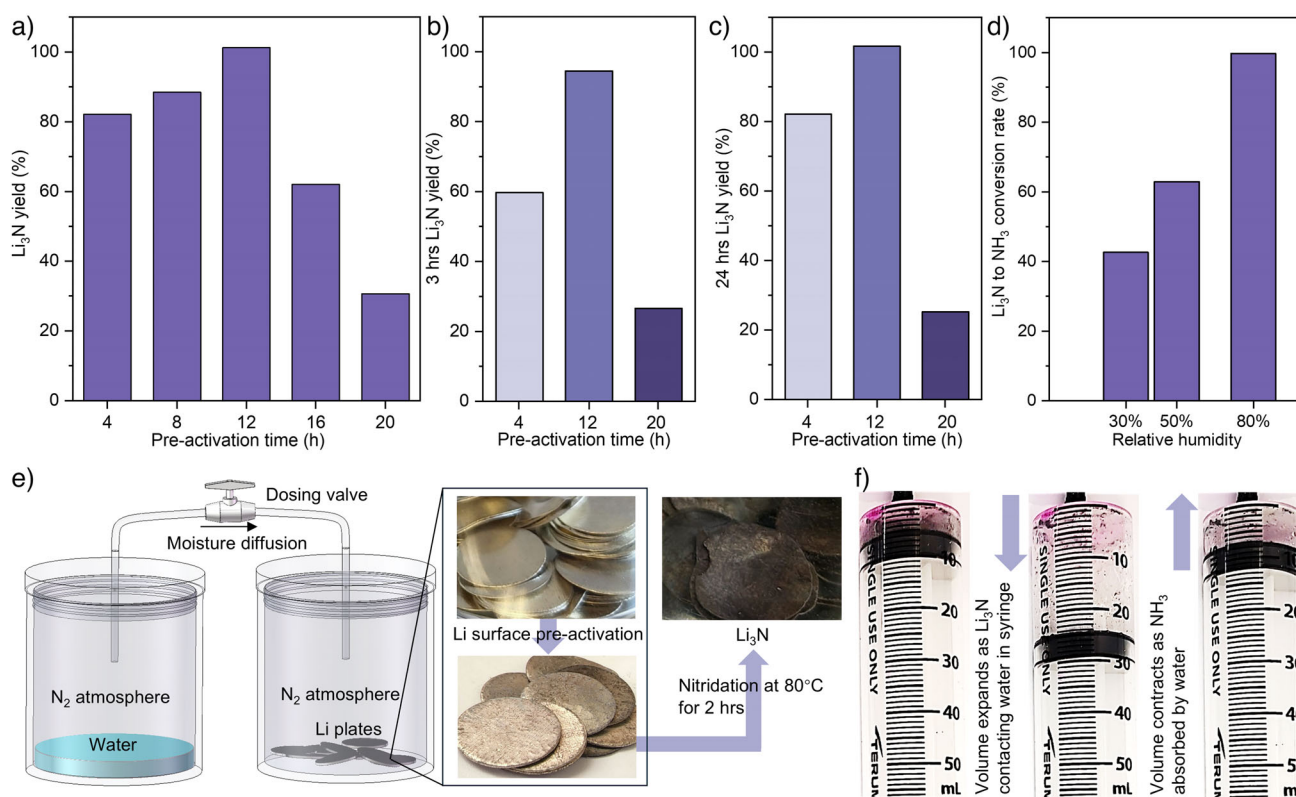 a)
Li₃N yield (%)
100
80
60
40
20
0
4 8 12 16 20
Pre-activation time (h)
b)
3 hrs Li₃N yield (%)
100
80
60
40
20
0
4 12 20
Pre-activation time (h)
c)
24 hrs Li₃N yield (%)
100
80
60
40
20
0
4 12 20
Pre-activation time (h)
d)
Li₃N to NH₃ conversion rate (%)
100
80
60
40
20
0
30% 50% 80%
Relative humidity
e)
Dosing valve
Moisture diffusion
N₂ atmosphere
Water
N₂ atmosphere
Li plates
Li surface pre-activation
Li₃N
Nitridation at 80°C
for 2 hrs
f)
SINGLE USE ONLY
10
20
30
40
50
mL
Volume expands as Li₃N
contacting water in syringe
SINGLE USE ONLY
10
20
30
40
50
mL
Volume contracts as NH₃
absorbed by water
SINGLE USE ONLY
10
20
30
40
mL